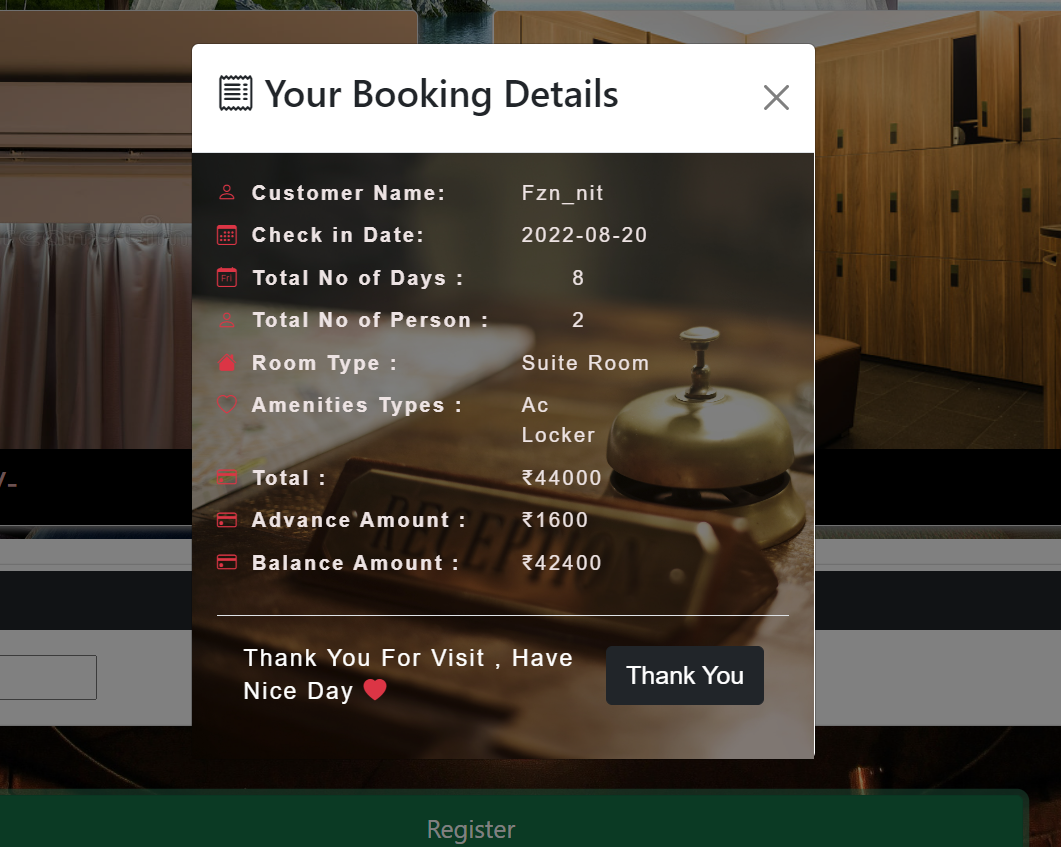 Your Booking Details
Customer Name: Fzn_nit
Check in Date: 2022-08-20
Total No of Days : 8
Total No of Person : 2
Room Type : Suite Room
Amenities Types : Ac
Locker
Total : ₹44000
Advance Amount : ₹1600
Balance Amount : ₹42400
RECEPTION
/-
Thank You For Visit , Have
Nice Day ❤
Thank You
Register